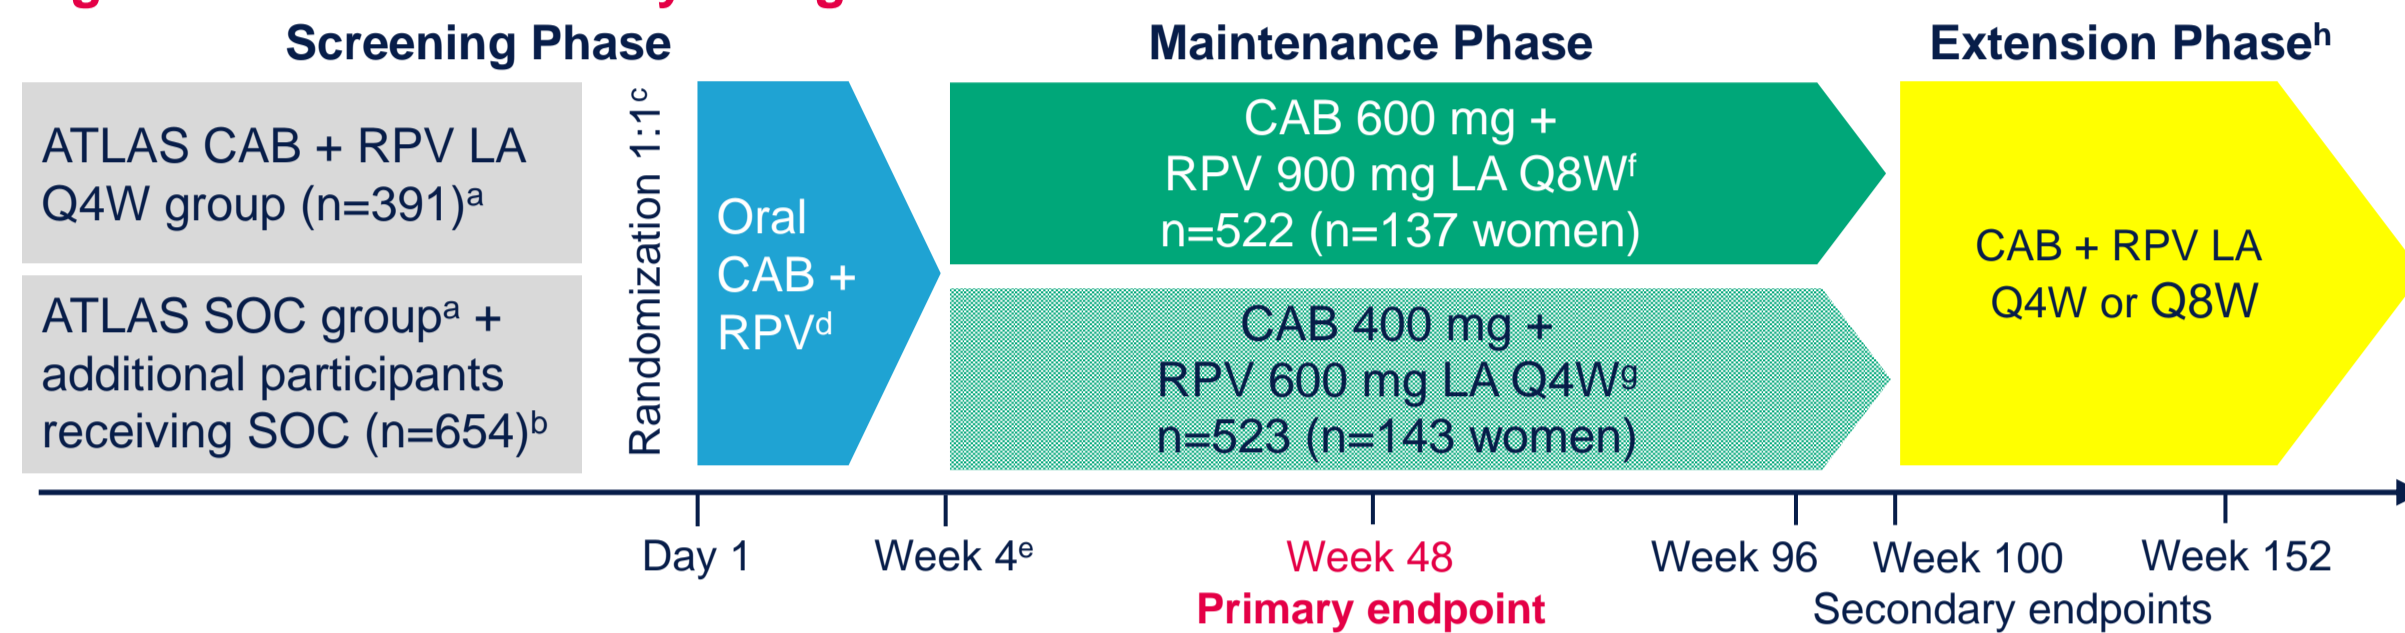 Screening Phase
Maintenance Phase
Extension Phaseʰ
ATLAS CAB + RPV LA
Q4W group (n=391)ᵃ
ATLAS SOC groupᵃ +
additional participants
receiving SOC (n=654)ᵇ
Randomization 1:1ᶜ
Oral
CAB +
RPVᵈ
CAB 600 mg +
RPV 900 mg LA Q8Wᶠ
n=522 (n=137 women)
CAB 400 mg +
RPV 600 mg LA Q4Wᵍ
n=523 (n=143 women)
CAB + RPV LA
Q4W or Q8W
Day 1
Week 4ᵉ
Week 48
Primary endpoint
Week 96
Week 100
Week 152
Secondary endpoints